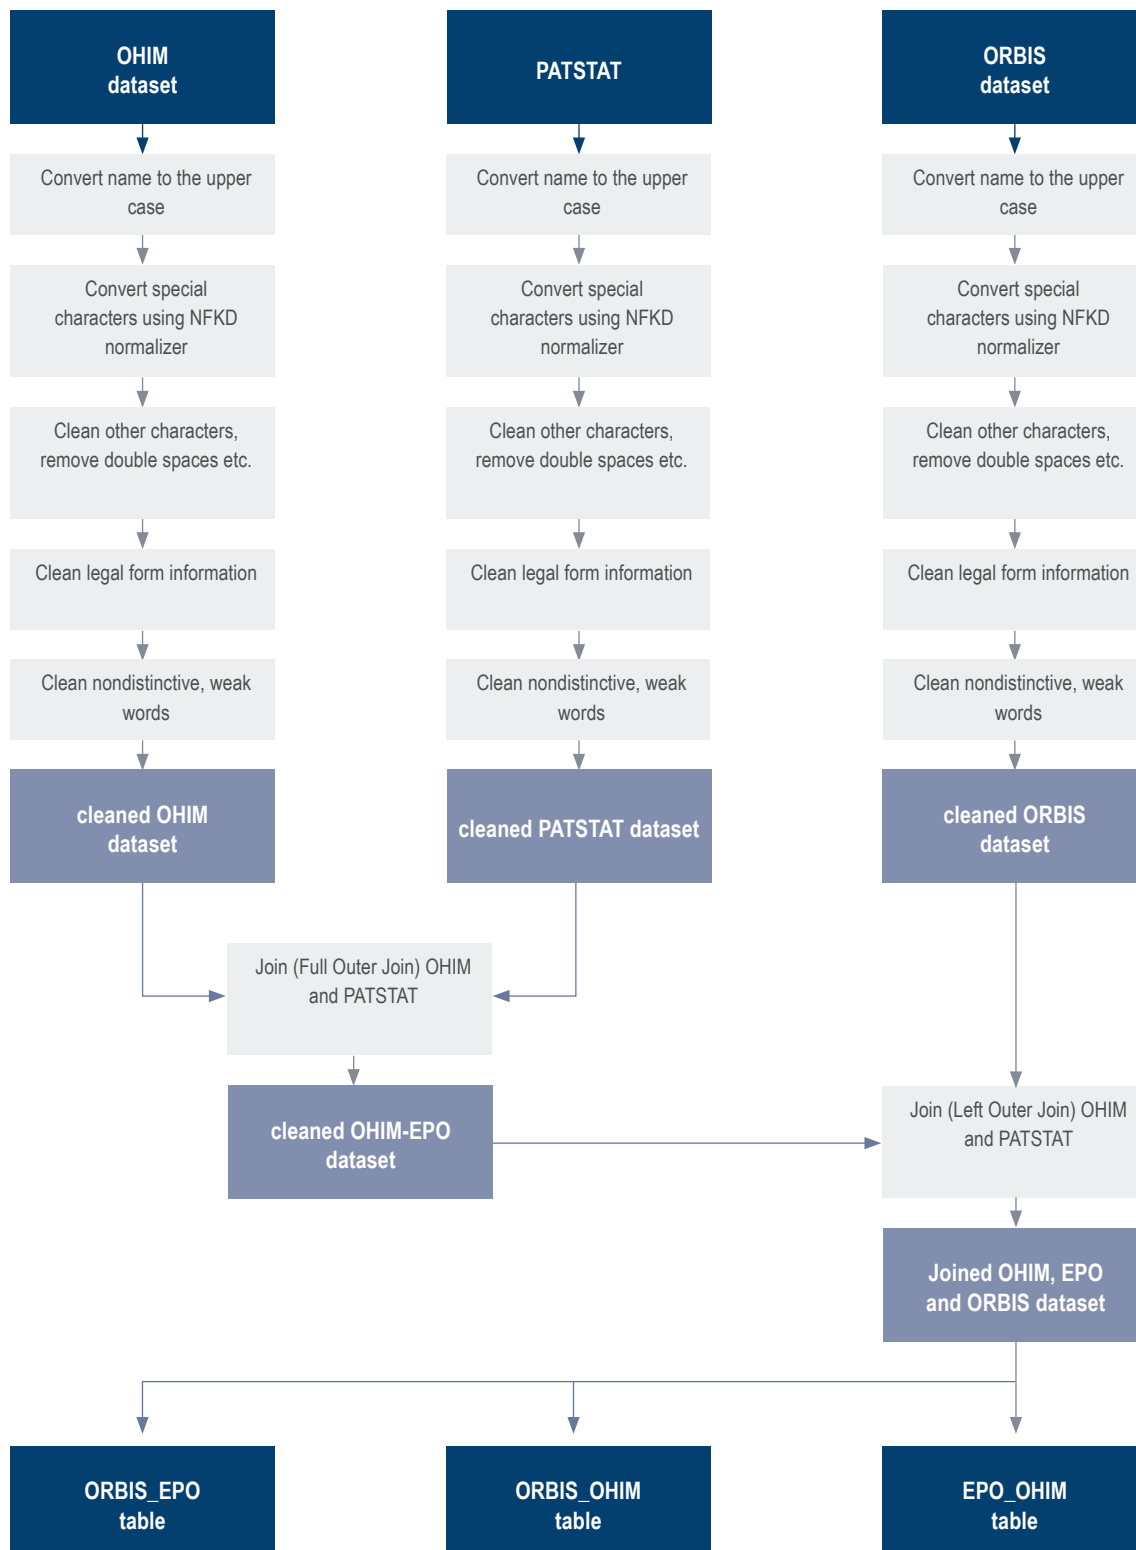 OHIM
dataset
PATSTAT
ORBIS
dataset
Convert name to the upper
case
Convert name to the upper
case
Convert name to the upper
case
Convert special
characters using NFKD
normalizer
Convert special
characters using NFKD
normalizer
Convert special
characters using NFKD
normalizer
Clean other characters,
remove double spaces etc.
Clean other characters,
remove double spaces etc.
Clean other characters,
remove double spaces etc.
Clean legal form information
Clean legal form information
Clean legal form information
Clean nondistinctive, weak
words
Clean nondistinctive, weak
words
Clean nondistinctive, weak
words
cleaned OHIM
dataset
cleaned PATSTAT dataset
cleaned ORBIS
dataset
Join (Full Outer Join) OHIM
and PATSTAT
cleaned OHIM-EPO
dataset
Join (Left Outer Join) OHIM
and PATSTAT
Joined OHIM, EPO
and ORBIS dataset
ORBIS_EPO
table
ORBIS_OHIM
table
EPO_OHIM
table